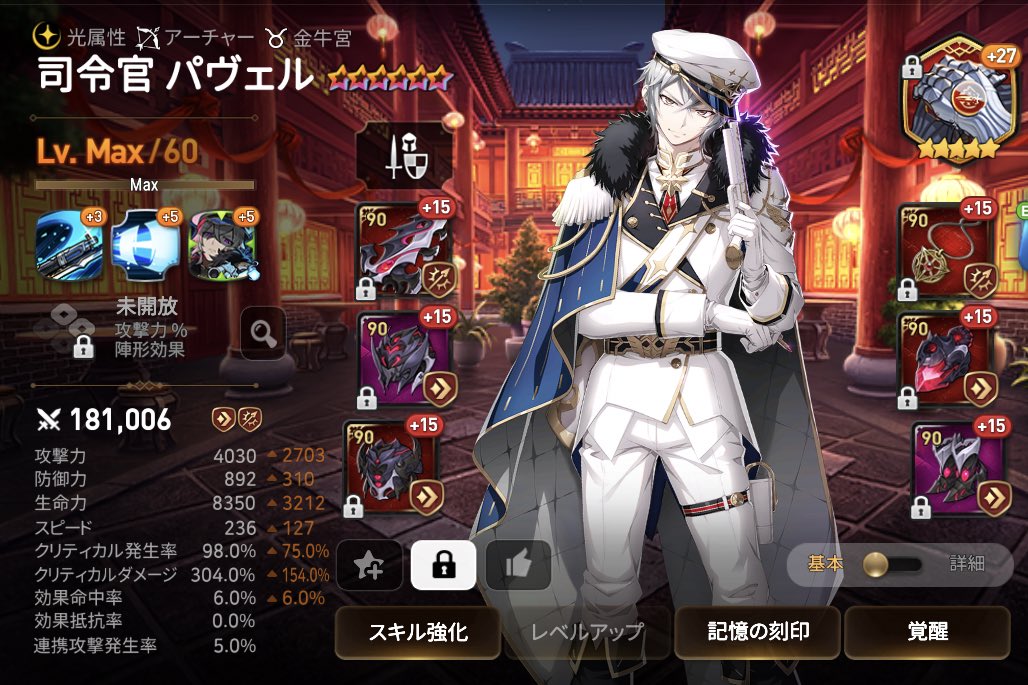 光属性 アーチャー 金牛宮
司令官 パヴェル
Lv. Max/60
Max
+3 +5 +5
未開放
攻撃力 %
陣形効果
181,006
攻撃力 4030 2703
防御力 892 310
生命力 8350 3212
スピード 236 127
クリティカル発生率 98.0% 75.0%
クリティカルダメージ 304.0% 154.0%
効果命中率 6.0% 6.0%
効果抵抗率 0.0%
連携攻撃発生率 5.0%
90 +15
90 +15
90 +15
+27
90 +15
90 +15
90 +15
基本 詳細
スキル強化 レベルアップ 記憶の刻印 覚醒